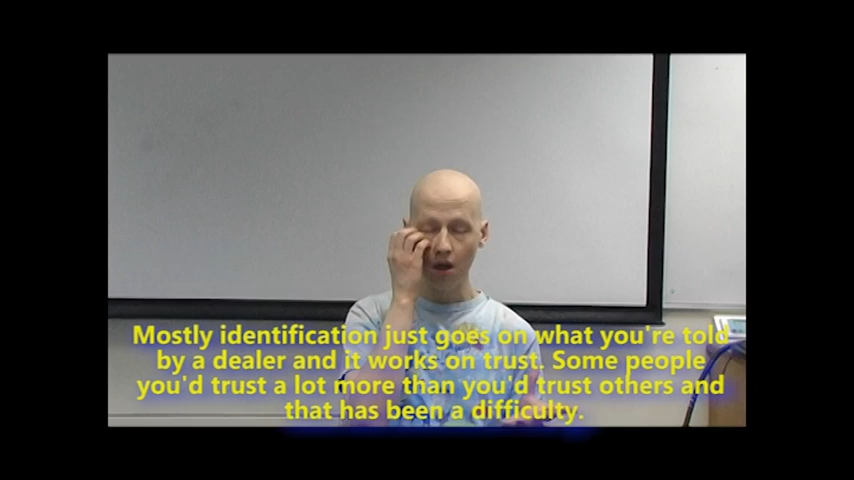 Mostly identification just goes on what you're told
by a dealer and it works on trust. Some people
you'd trust a lot more than you'd trust others and
that has been a difficulty.